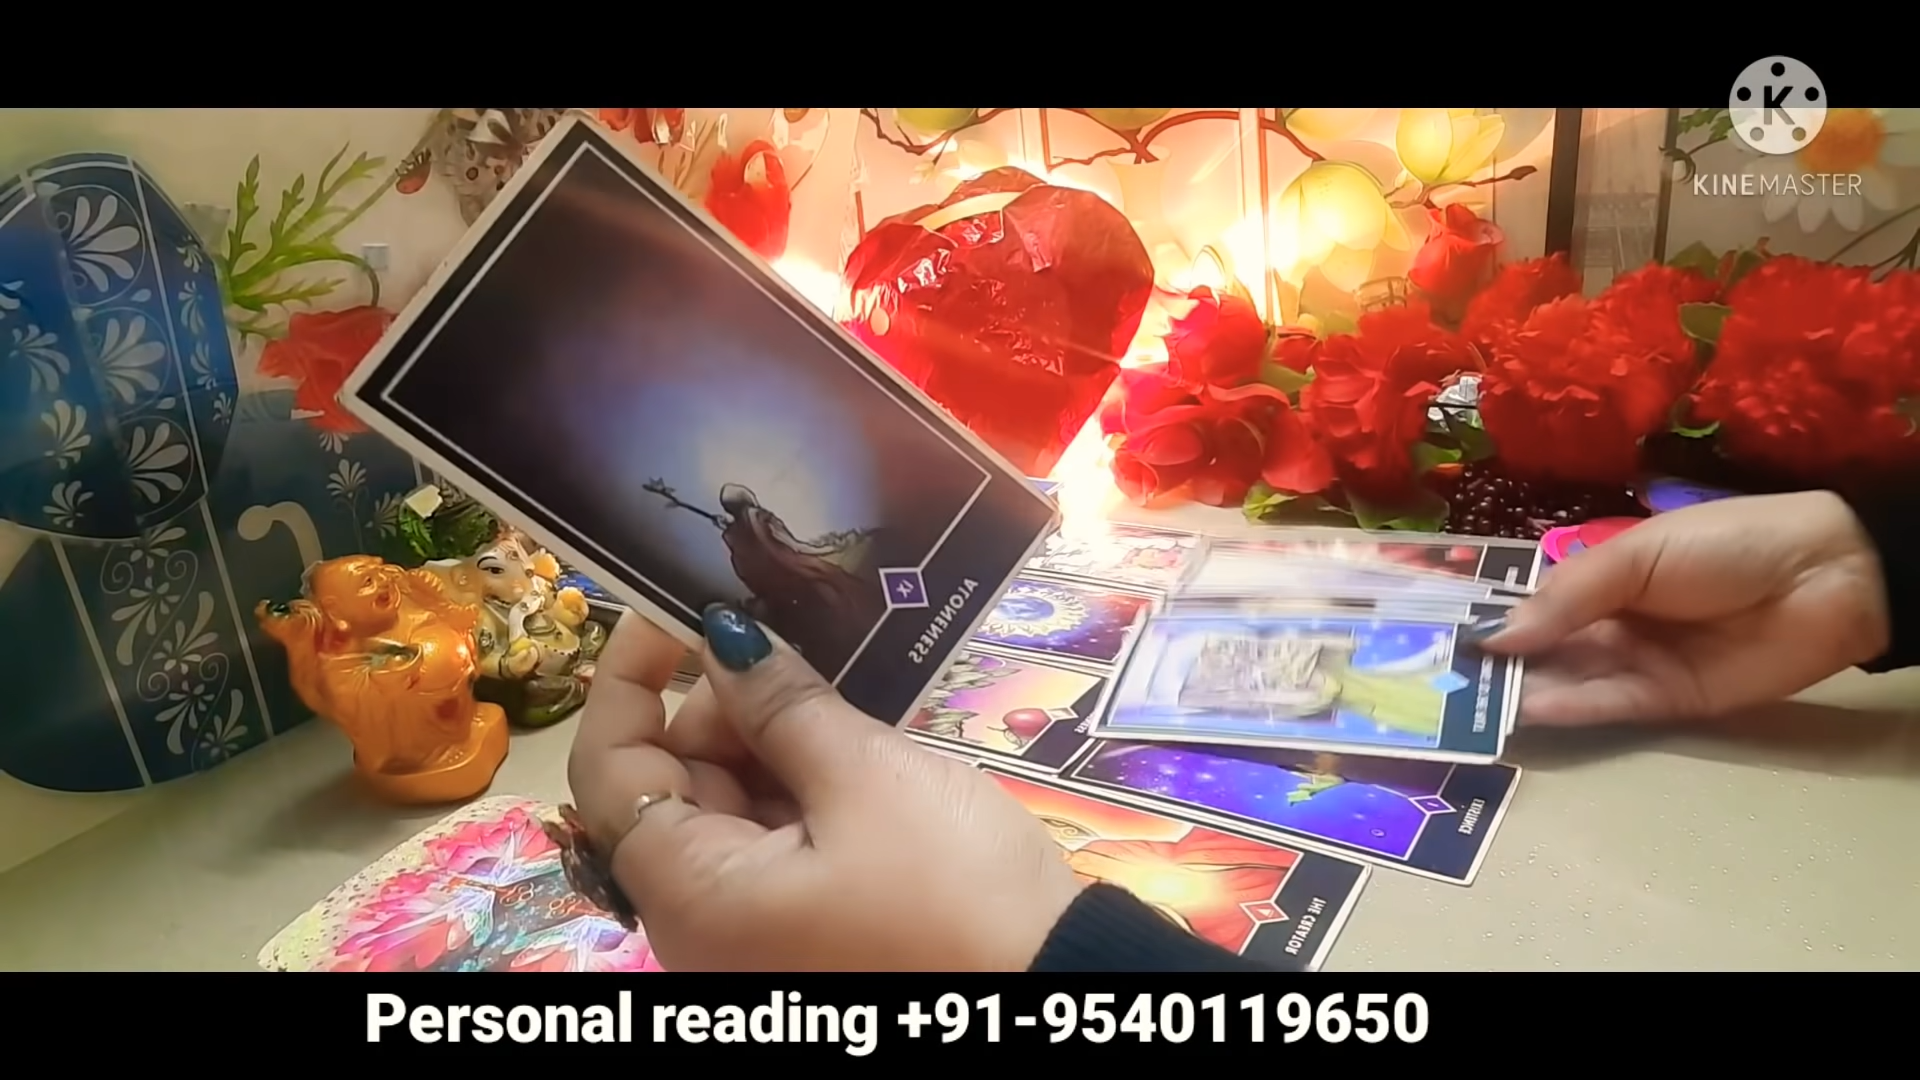 K
KINEMASTER
IX
ALONENESS
EXISTENCE
THE CREATOR
Personal reading +91-9540119650